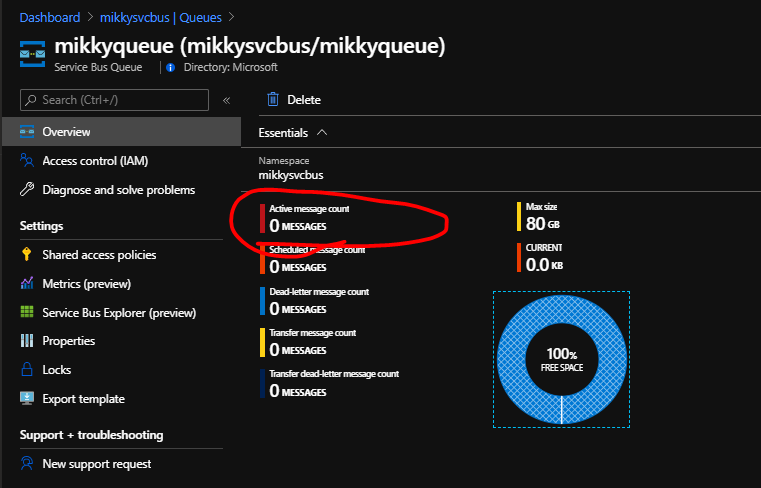 Dashboard > mikkysvcbus | Queues >
mikkyqueue (mikkysvcbus/mikkyqueue)
Service Bus Queue | Directory: Microsoft
Search (Ctrl+/) «
Overview
Access control (IAM)
Diagnose and solve problems
Settings
Shared access policies
Metrics (preview)
Service Bus Explorer (preview)
Properties
Locks
Export template
Support + troubleshooting
New support request
Delete
Essentials
Namespace
mikkysvcbus
Active message count
0 MESSAGES
Scheduled message count
0 MESSAGES
Dead-letter message count
0 MESSAGES
Transfer message count
0 MESSAGES
Transfer dead-letter message count
0 MESSAGES
Max size
80 GB
CURRENT
0.0 KB
100%
FREE SPACE